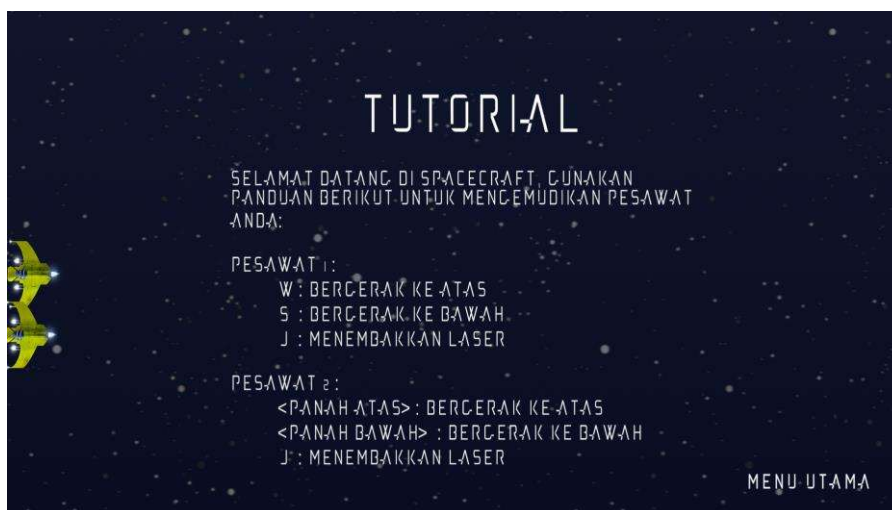 TUTORIAL
SELAMAT DATANG DI SPACECRAFT, GUNAKAN
PANDUAN BERIKUT UNTUK MENGEMUDIKAN PESAWAT
ANDA:
PESAWAT 1:
W : BERGERAK KE ATAS
S : BERGERAK KE BAWAH
J : MENEMBAKKAN LASER
PESAWAT 2 :
<PANAH ATAS> : BERGERAK KE ATAS
<PANAH BAWAH> : BERGERAK KE BAWAH
J : MENEMBAKKAN LASER
MENU UTAMA